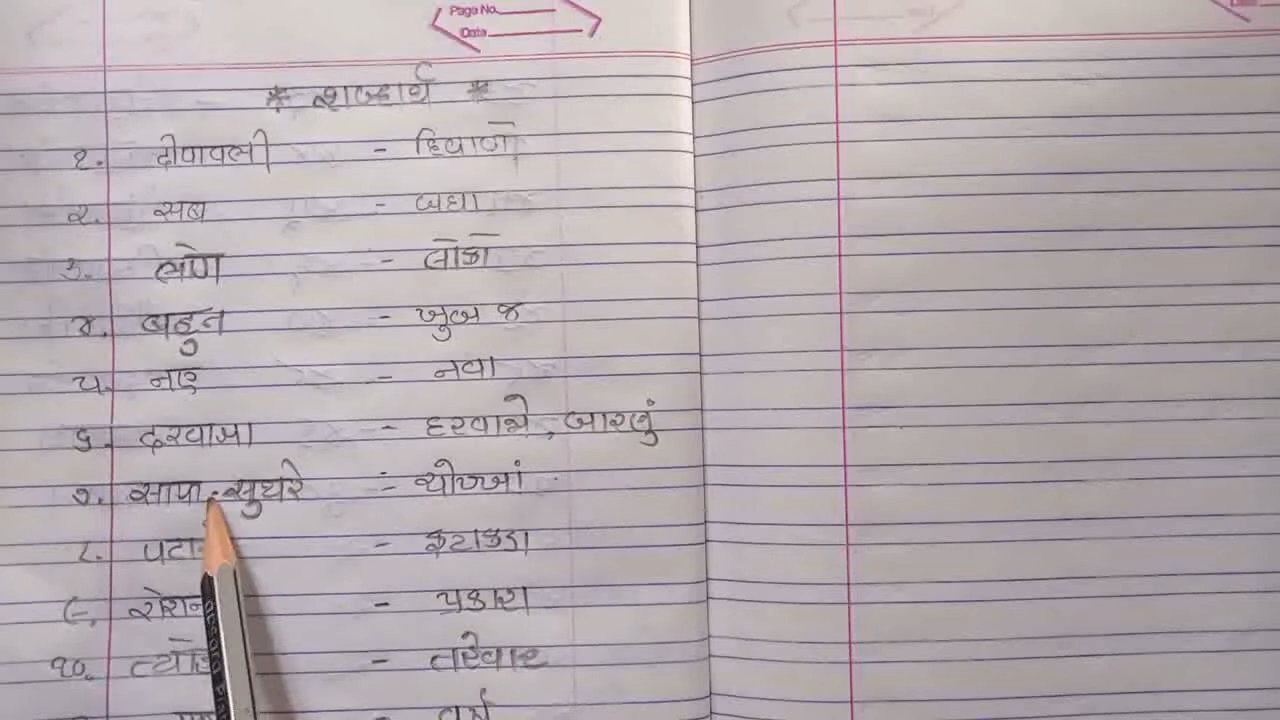 Page No.
Date
* शब्दार्थ *
१. दीपावली - દિવાળી
२. सब - બધા
३. लोग - લોકો
४. बहुत - ખુબ જ
५. नए - નવા
६. दरवाजा - દરવાજો, બારણું
७. साफ-सुथरे - ચોખ્ખાં
८. - ફટાકડા
९. - પ્રકાશ
१०. - તહેવાર
વર્ષ